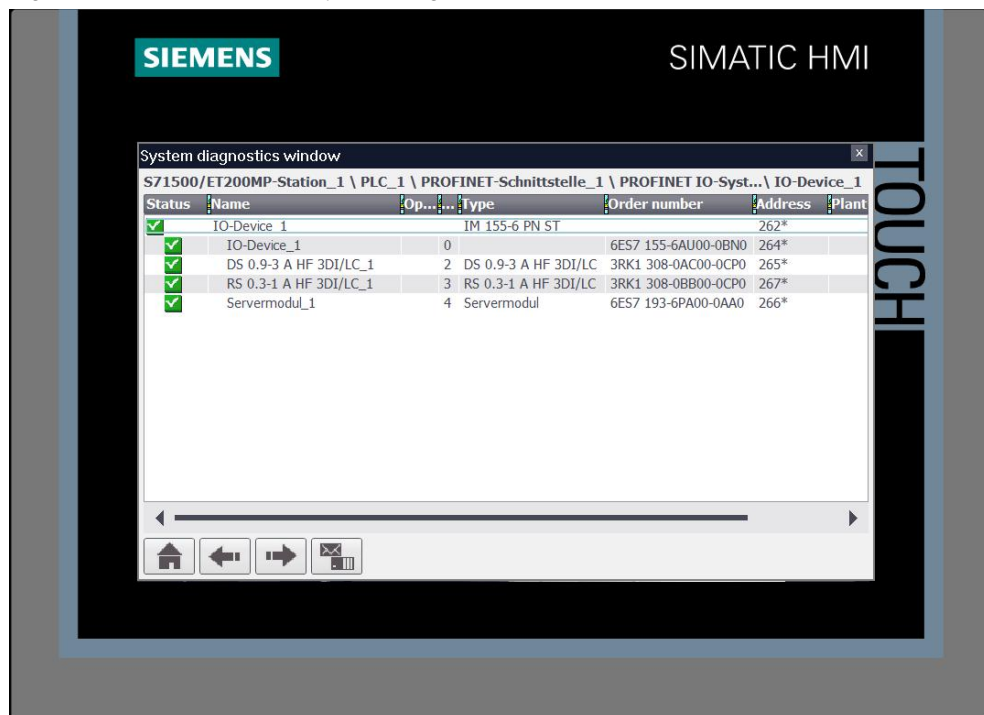 SIEMENS
SIMATIC HMI
TOUCH
System diagnostics window
S71500/ET200MP-Station_1 \ PLC_1 \ PROFINET-Schnittstelle_1 \ PROFINET IO-Syst...\ IO-Device_1
Status Name Op... ... Type Order number Address Plant
IO-Device_1 IM 155-6 PN ST 262*
IO-Device_1 0 6ES7 155-6AU00-0BN0 264*
DS 0.9-3 A HF 3DI/LC_1 2 DS 0.9-3 A HF 3DI/LC 3RK1 308-0AC00-0CP0 265*
RS 0.3-1 A HF 3DI/LC_1 3 RS 0.3-1 A HF 3DI/LC 3RK1 308-0BB00-0CP0 267*
Servermodul_1 4 Servermodul 6ES7 193-6PA00-0AA0 266*